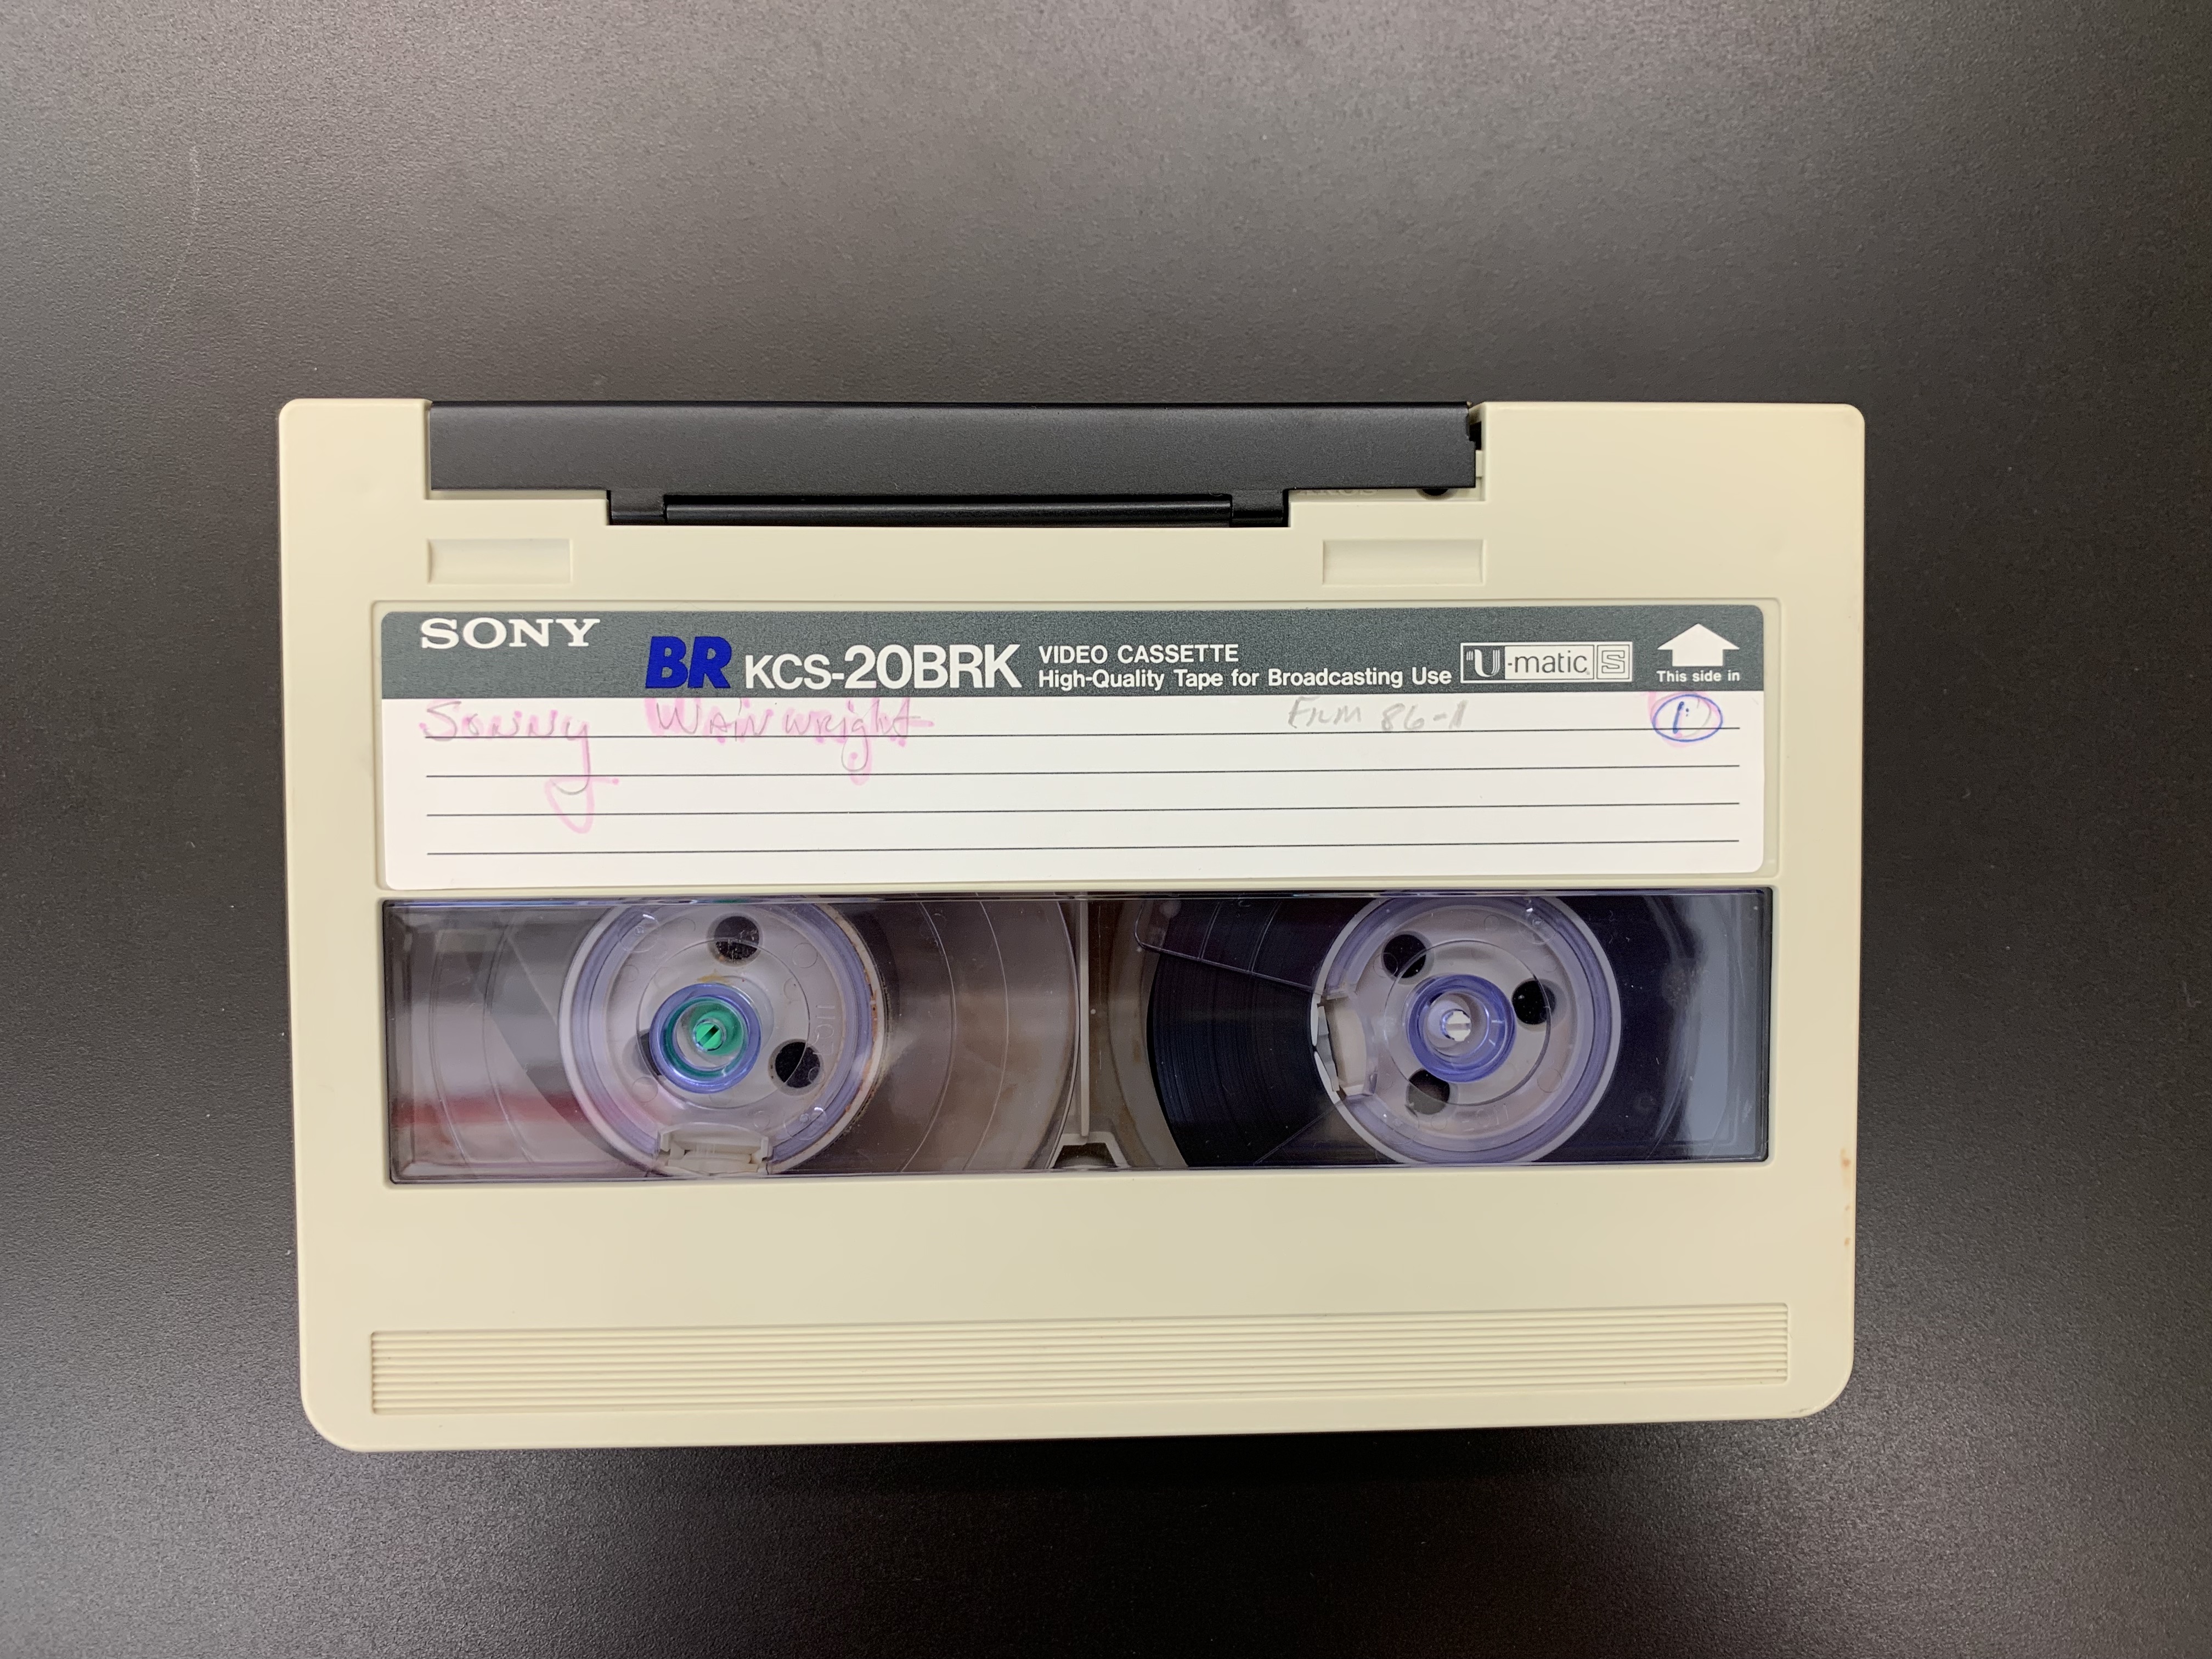 SONY
BR KCS-20BRK VIDEO CASSETTE
High-Quality Tape for Broadcasting Use
U-matic S
This side in
Sonny Wainwright Film 86-1 1